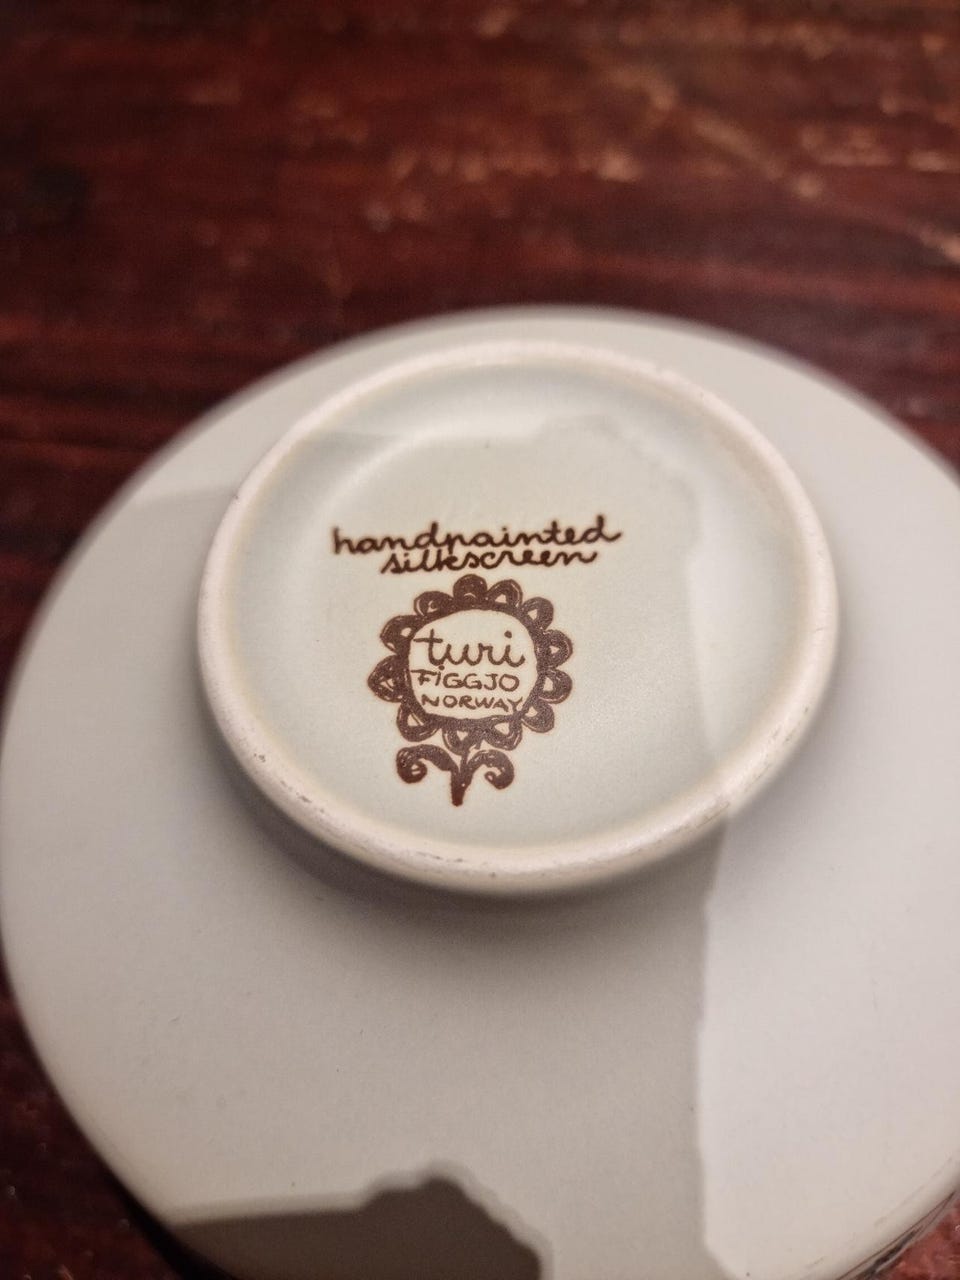 handpainted
silkscreen
turi
FiGGJO
NORWAY